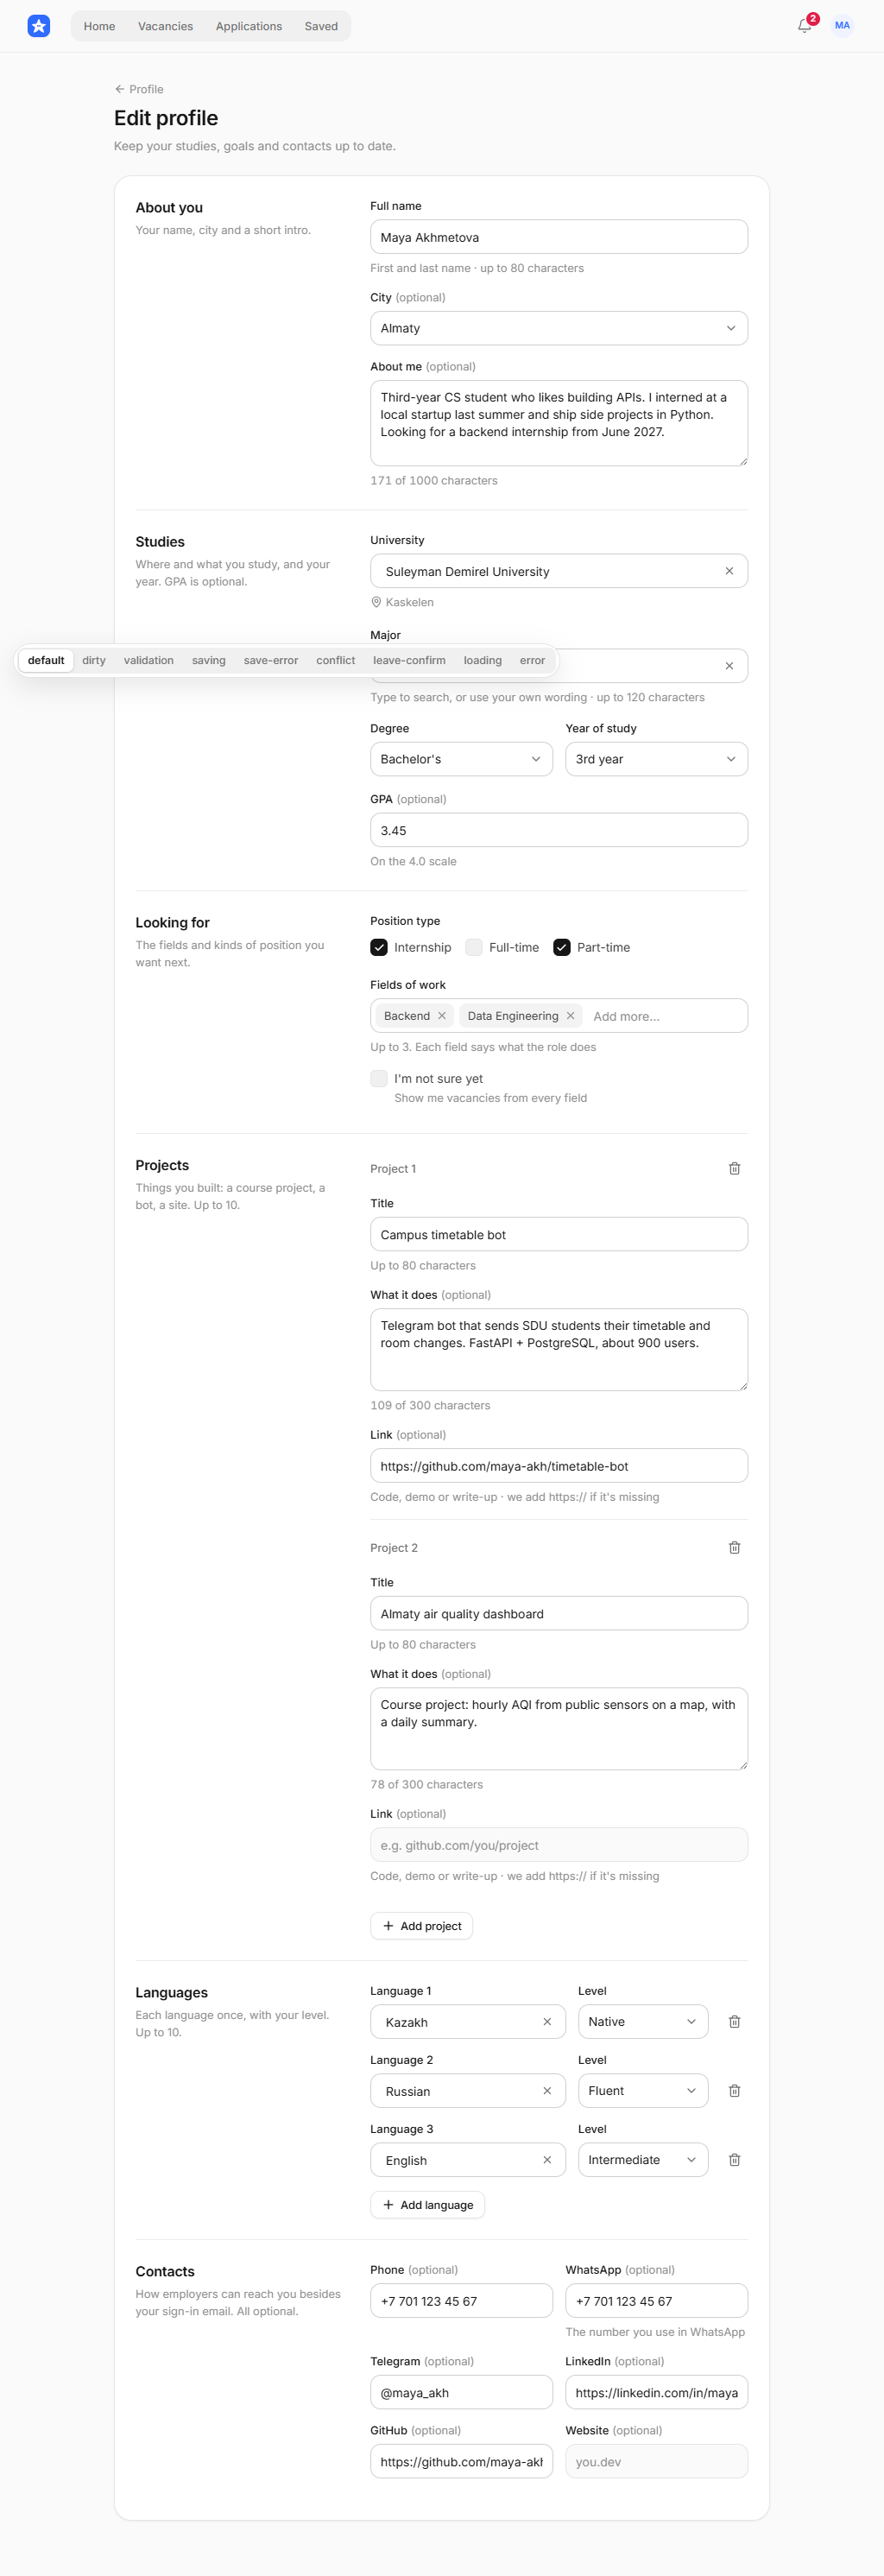 Home Vacancies Applications Saved 2 MA
Profile
Edit profile
Keep your studies, goals and contacts up to date.
About you
Your name, city and a short intro.
Full name
Maya Akhmetova
First and last name · up to 80 characters
City (optional)
Almaty
About me (optional)
Third-year CS student who likes building APIs. I interned at a
local startup last summer and ship side projects in Python.
Looking for a backend internship from June 2027.
171 of 1000 characters
Studies
Where and what you study, and your
year. GPA is optional.
University
Suleyman Demirel University
Kaskelen
Major
default dirty validation saving save-error conflict leave-confirm loading error
Type to search, or use your own wording · up to 120 characters
Degree
Bachelor's
Year of study
3rd year
GPA (optional)
3.45
On the 4.0 scale
Looking for
The fields and kinds of position you
want next.
Position type
Internship Full-time Part-time
Fields of work
Backend Data Engineering Add more...
Up to 3. Each field says what the role does
I'm not sure yet
Show me vacancies from every field
Projects
Things you built: a course project, a
bot, a site. Up to 10.
Project 1
Title
Campus timetable bot
Up to 80 characters
What it does (optional)
Telegram bot that sends SDU students their timetable and
room changes. FastAPI + PostgreSQL, about 900 users.
109 of 300 characters
Link (optional)
https://github.com/maya-akh/timetable-bot
Code, demo or write-up · we add https:// if it's missing
Project 2
Title
Almaty air quality dashboard
Up to 80 characters
What it does (optional)
Course project: hourly AQI from public sensors on a map, with
a daily summary.
78 of 300 characters
Link (optional)
e.g. github.com/you/project
Code, demo or write-up · we add https:// if it's missing
Add project
Languages
Each language once, with your level.
Up to 10.
Language 1 Level
Kazakh Native
Language 2 Level
Russian Fluent
Language 3 Level
English Intermediate
Add language
Contacts
How employers can reach you besides
your sign-in email. All optional.
Phone (optional) WhatsApp (optional)
+7 701 123 45 67 +7 701 123 45 67
The number you use in WhatsApp
Telegram (optional) LinkedIn (optional)
@maya_akh https://linkedin.com/in/maya
GitHub (optional) Website (optional)
https://github.com/maya-akh you.dev